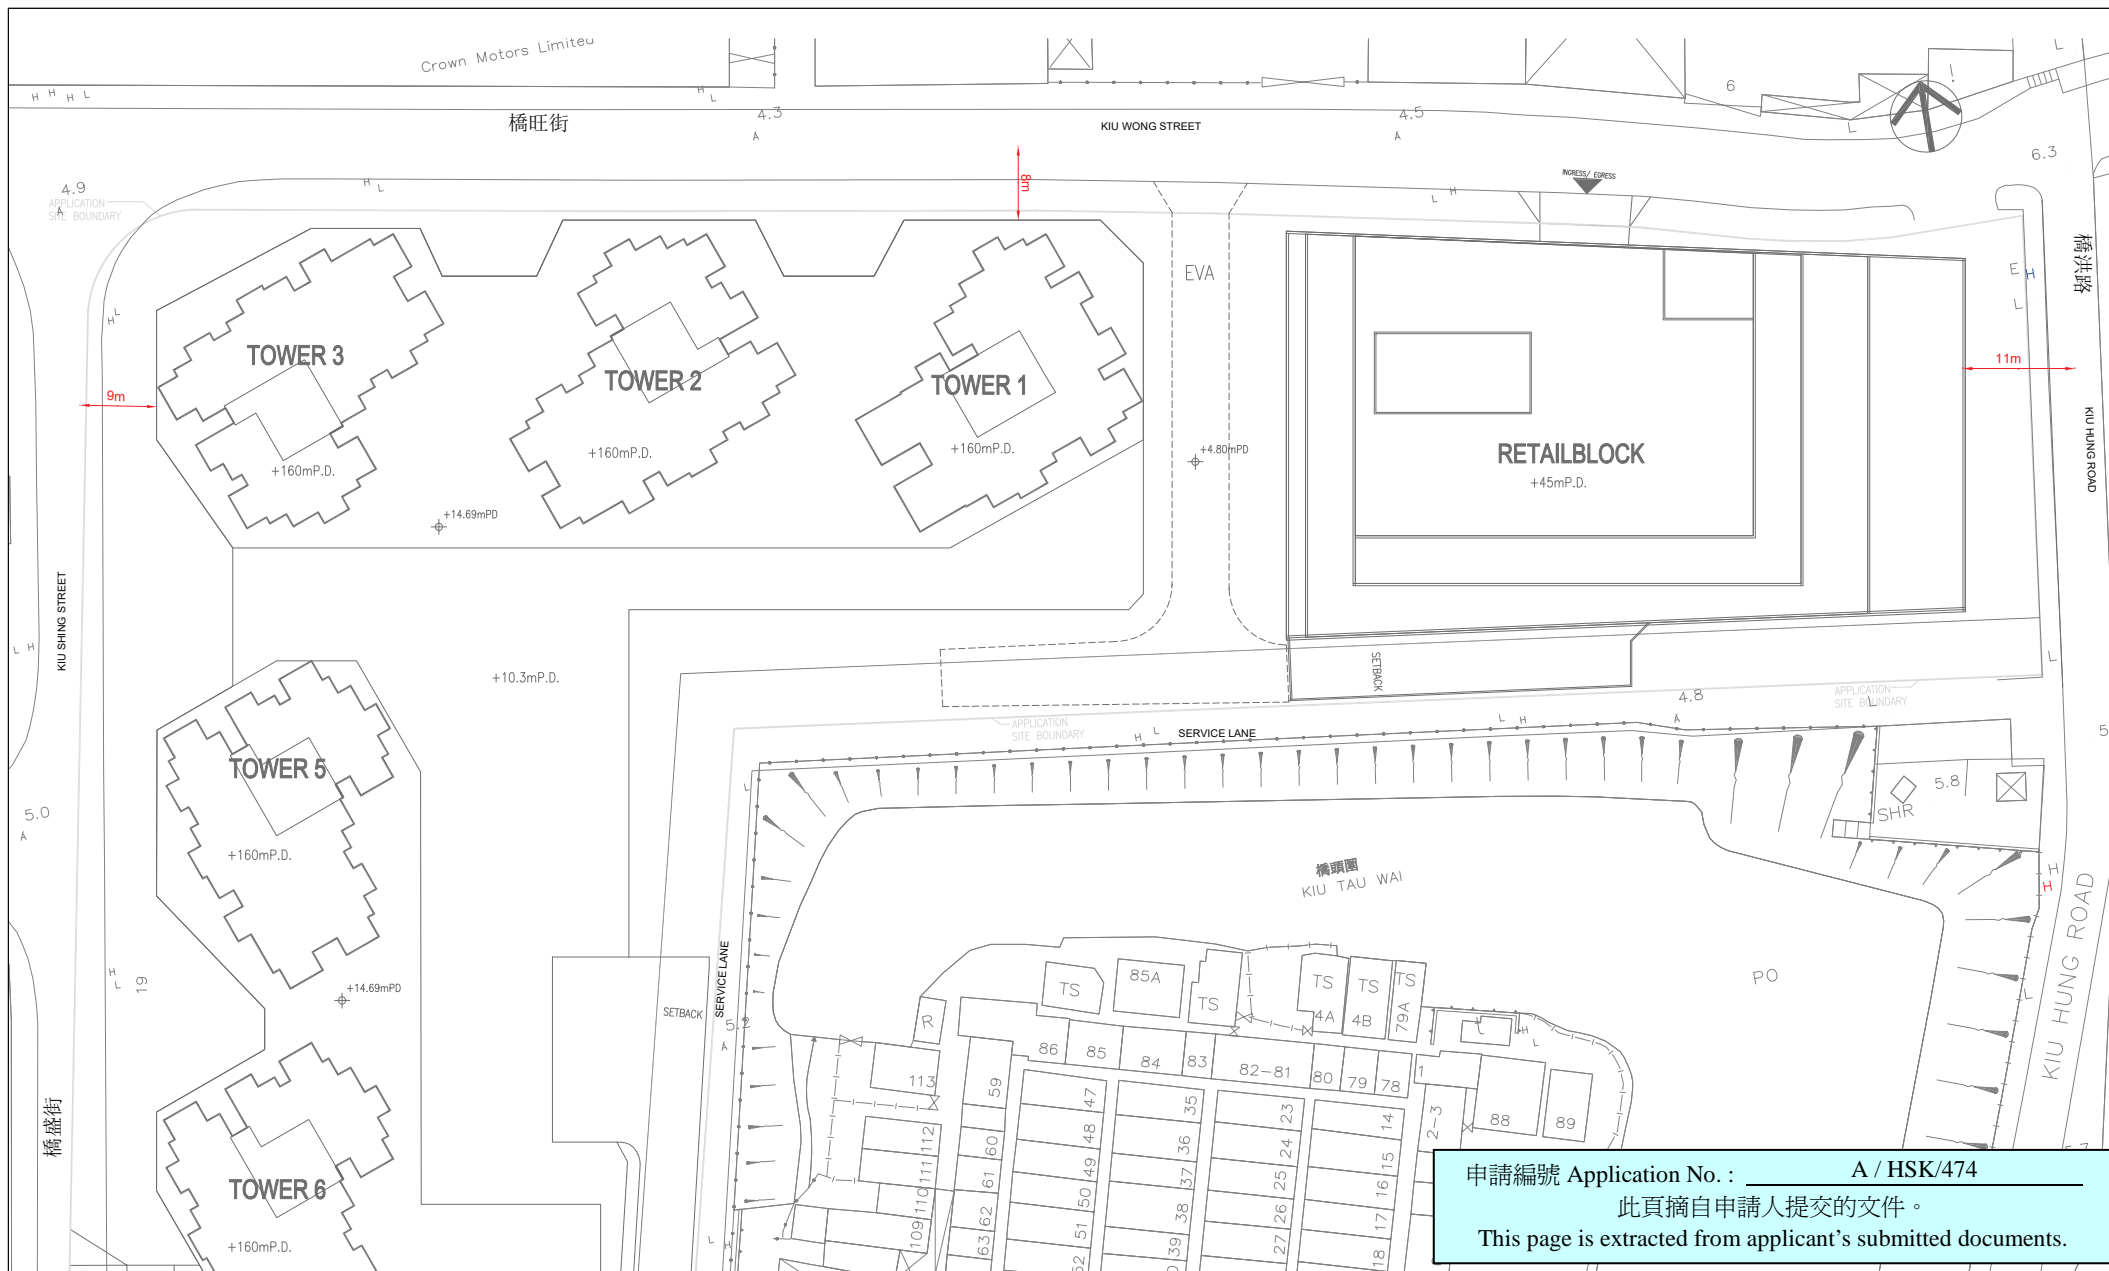 Crown Motors Limited
H H H L
H
L
橋旺街
4.3
A
KIU WONG STREET
4.5
A
6
L
L
6.3
4.9
A
APPLICATION
SITE BOUNDARY
H
L
8m
INGRESS/ EGRESS
L H
橋洪路
E H
L
EVA
H L
TOWER 3
+160mP.D.
TOWER 2
+160mP.D.
TOWER 1
+160mP.D.
9m
11m
+4.80mPD
RETAILBLOCK
+45mP.D.
KIU HUNG ROAD
+14.69mPD
KIU SHING STREET
L H
+10.3mP.D.
SETBACK
L
4.8
A
APPLICATION
SITE BOUNDARY
L
APPLICATION
SITE BOUNDARY
H L
SERVICE LANE
L H
5
TOWER 5
+160mP.D.
5.0
A
L
5.8
SHR
橋頭圍
KIU TAU WAI
H
H
KIU HUNG ROAD
PO
L
H
L
19
+14.69mPD
SETBACK
SERVICE LANE
5.2
A
TS
85A
TS
TS
TS
TS
4A
4B
79A
R
L
H
L
86
85
84
83
82-81
80
79
78
1
113
59
47
35
23
14
2-3
88
89
112
60
48
36
24
15
111
61
49
37
25
16
110
62
50
38
26
17
109
63
51
39
27
18
52
橋盛街
TOWER 6
+160mP.D.
L
H
5.7
申請編號 Application No. : A / HSK/474
此頁摘自申請人提交的文件。
This page is extracted from applicant's submitted documents.